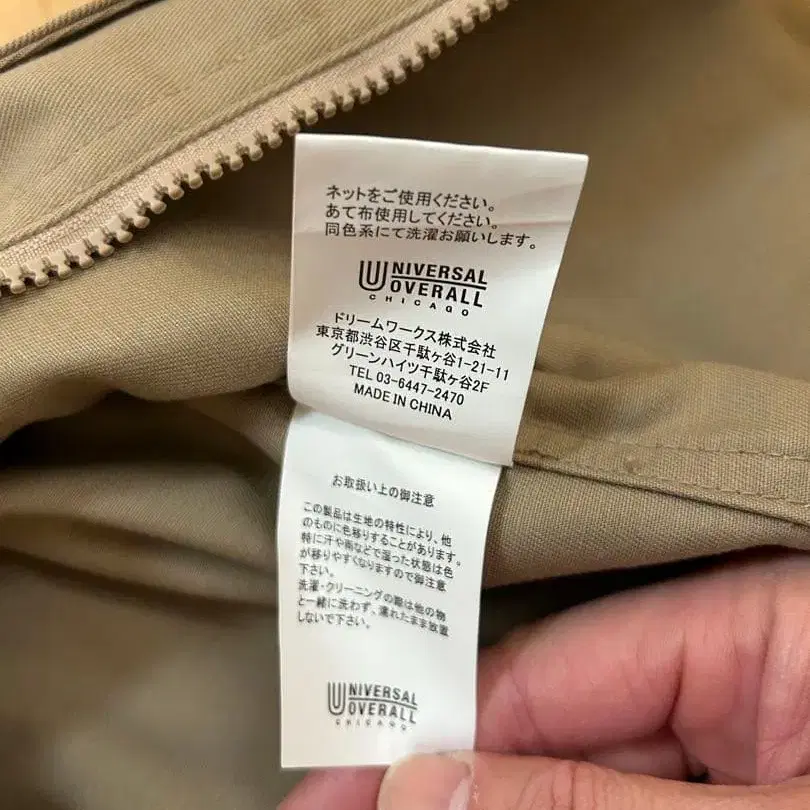 ネットをご使用ください。
あて布使用してください。
同色系にて洗濯お願いします。
UNIVERSAL
OVERALL
CHICAGO
ドリームワークス株式会社
東京都渋谷区千駄ヶ谷1-21-11
グリーンハイツ千駄ヶ谷2F
TEL 03-6447-2470
MADE IN CHINA
お取扱い上の御注意
この製品は生地の特性により、他
のものに色移りすることがあります。
特に汗や雨などで湿った状態は色
が移りやすくなりますので御注意
下さい。
洗濯・クリーニングの際は他の物
と一緒に洗わず、濡れたまま放置
しないで下さい。
UNIVERSAL
OVERALL
CHICAGO